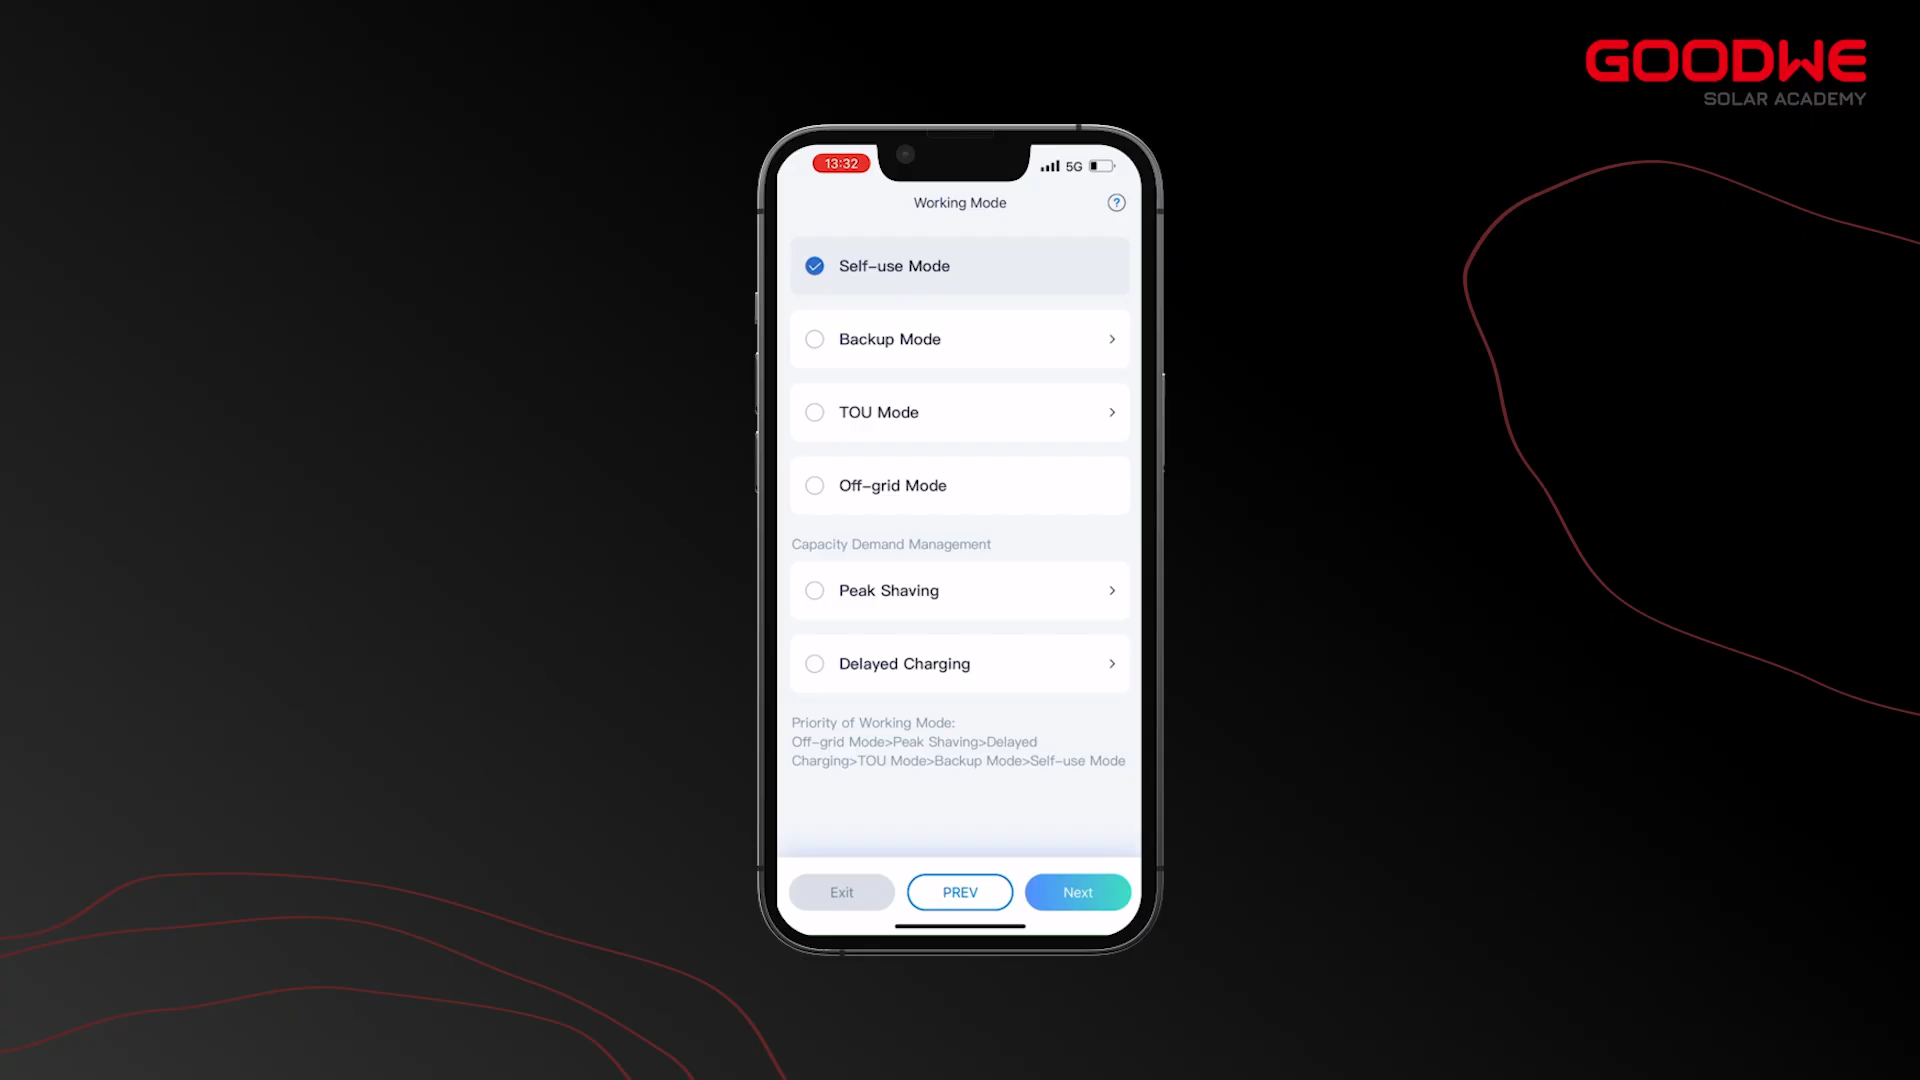 GOODWE
SOLAR ACADEMY
13:32
5G
Working Mode
?
Self-use Mode
Backup Mode
TOU Mode
Off-grid Mode
Capacity Demand Management
Peak Shaving
Delayed Charging
Priority of Working Mode:
Off-grid Mode>Peak Shaving>Delayed
Charging>TOU Mode>Backup Mode>Self-use Mode
Exit
PREV
Next